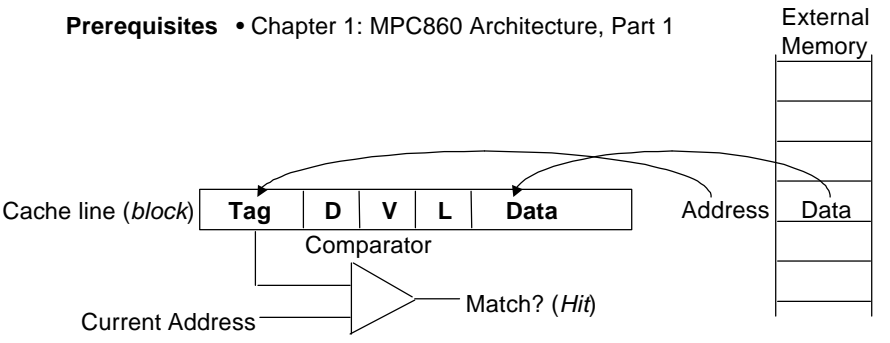 Prerequisites • Chapter 1: MPC860 Architecture, Part 1
External
Memory
Cache line (block) Tag D V L Data Address Data
Comparator
Match? (Hit)
Current Address